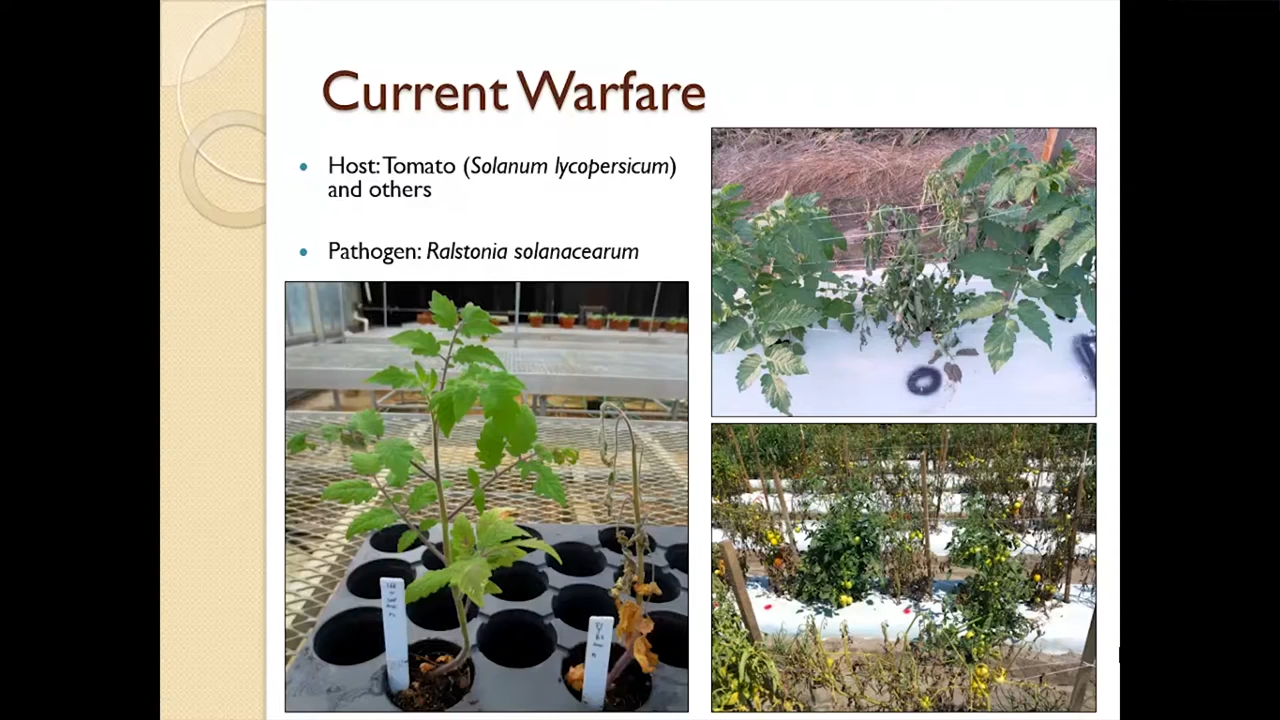 Current Warfare
• Host: Tomato (Solanum lycopersicum)
and others
• Pathogen: Ralstonia solanacearum